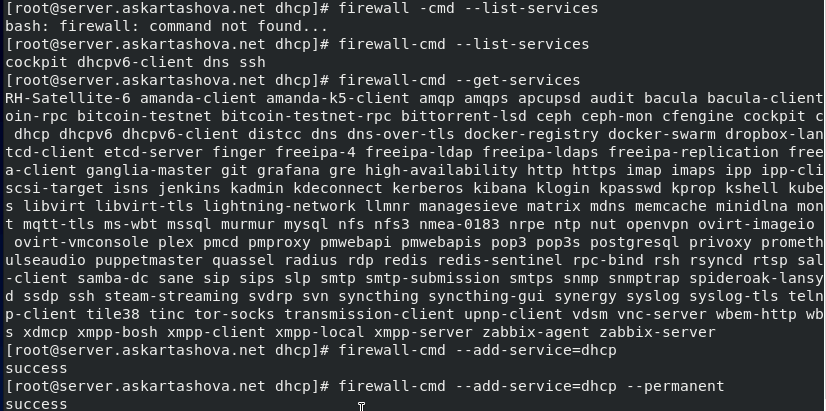 [root@server.askartashova.net dhcp]# firewall -cmd --list-services
bash: firewall: command not found...
[root@server.askartashova.net dhcp]# firewall-cmd --list-services
cockpit dhcpv6-client dns ssh
[root@server.askartashova.net dhcp]# firewall-cmd --get-services
RH-Satellite-6 amanda-client amanda-k5-client amqp amqps apcupsd audit bacula bacula-client
oin-rpc bitcoin-testnet bitcoin-testnet-rpc bittorrent-lsd ceph ceph-mon cfengine cockpit c
dhcp dhcpv6 dhcpv6-client distcc dns dns-over-tls docker-registry docker-swarm dropbox-lan
tcd-client etcd-server finger freeipa-4 freeipa-ldap freeipa-ldaps freeipa-replication free
a-client ganglia-master git grafana gre high-availability http https imap imaps ipp ipp-cli
scsi-target isns jenkins kadmin kdeconnect kerberos kibana klogin kpasswd kprop kshell kube
s libvirt libvirt-tls lightning-network llmnr managesieve matrix mdns memcache minidlna mon
t mqtt-tls ms-wbt mssql murmur mysql nfs nfs3 nmea-0183 nrpe ntp nut openvpn ovirt-imageio
ovirt-vmconsole plex pmcd pmproxy pmwebapi pmwebapis pop3 pop3s postgresql privoxy prometh
ulseaudio puppetmaster quassel radius rdp redis redis-sentinel rpc-bind rsh rsyncd rtsp sal
-client samba-dc sane sip sips slp smtp smtp-submission smtps snmp snmptrap spideroak-lansy
d ssdp ssh steam-streaming svdrp svn syncthing syncthing-gui synergy syslog syslog-tls teln
p-client tile38 tinc tor-socks transmission-client upnp-client vdsm vnc-server wbem-http wb
s xdmcp xmpp-bosh xmpp-client xmpp-local xmpp-server zabbix-agent zabbix-server
[root@server.askartashova.net dhcp]# firewall-cmd --add-service=dhcp
success
[root@server.askartashova.net dhcp]# firewall-cmd --add-service=dhcp --permanent
success